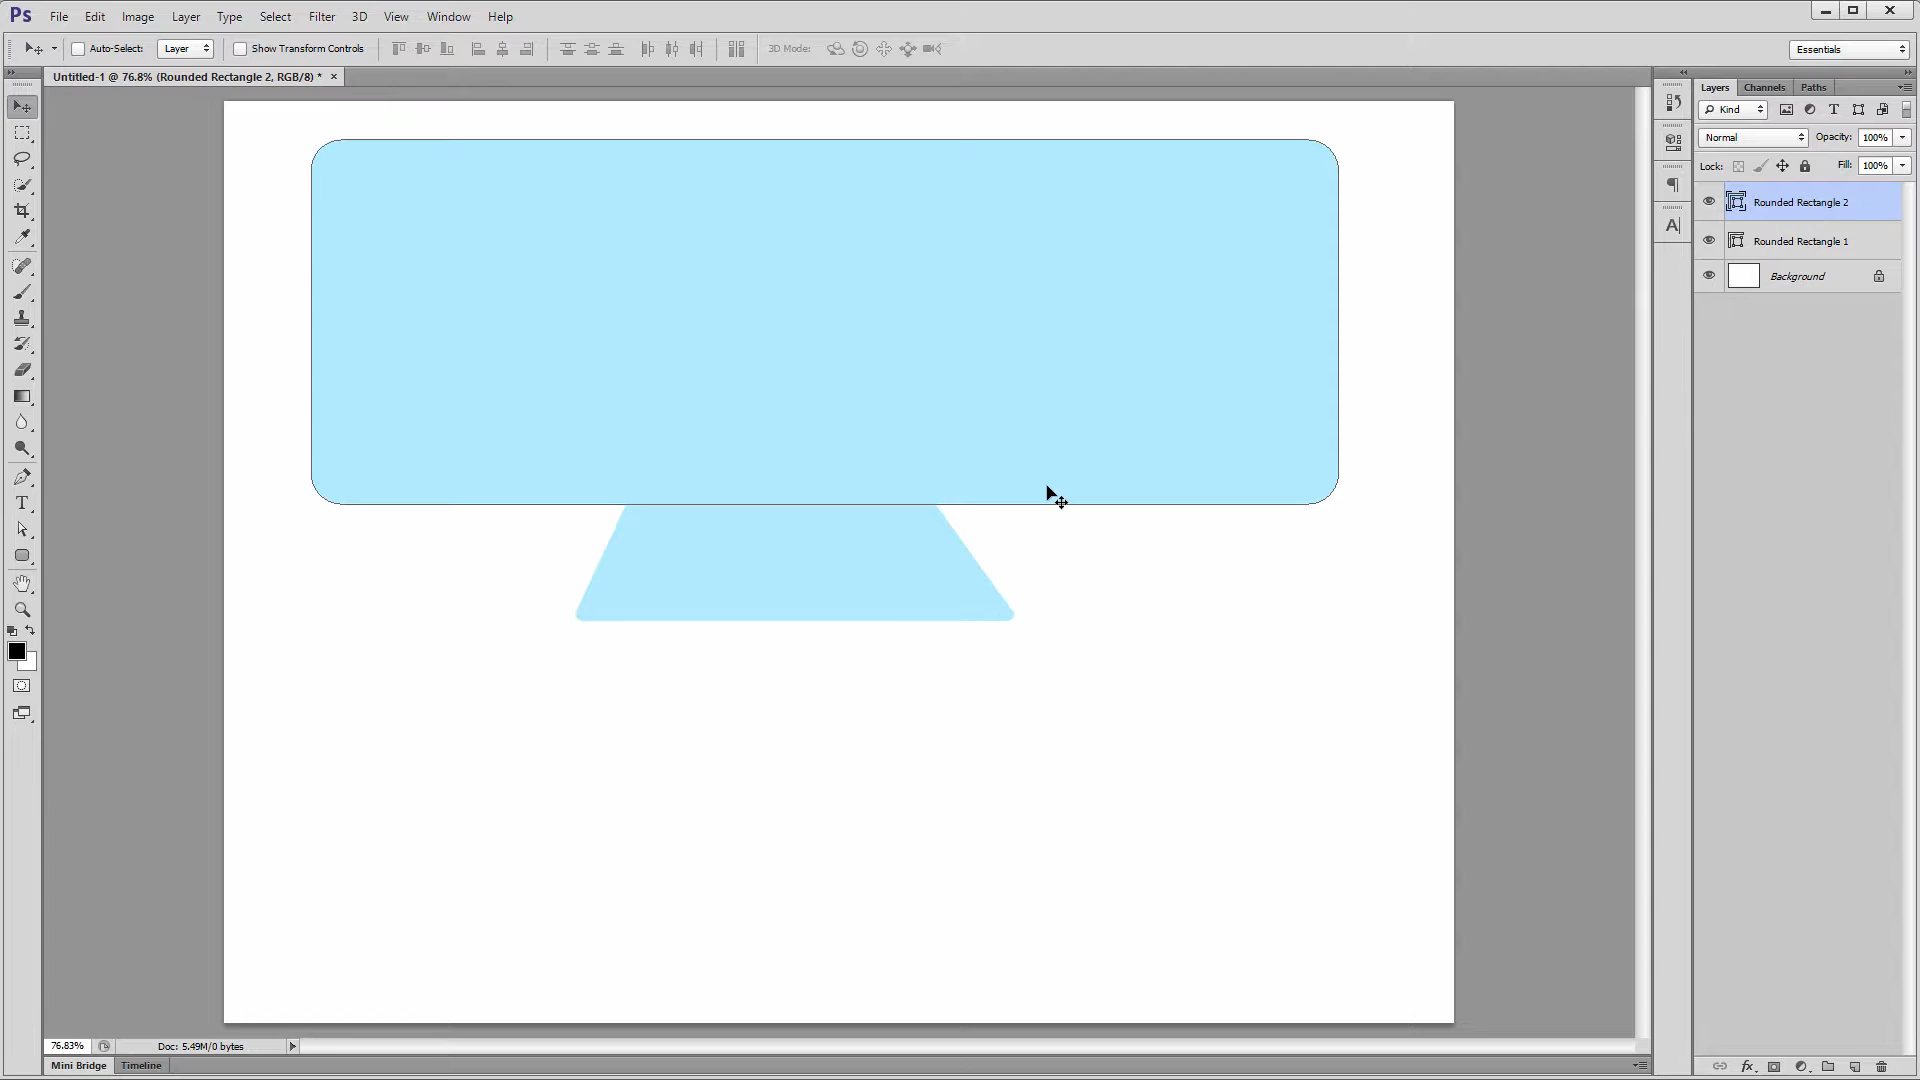 Ps File Edit Image Layer Type Select Filter 3D View Window Help
Auto-Select: Layer Show Transform Controls 3D Mode: Essentials
Untitled-1 @ 76.8% (Rounded Rectangle 2, RGB/8) * ×
Layers Channels Paths
Kind T
Normal Opacity: 100%
Lock: Fill: 100%
Rounded Rectangle 2
Rounded Rectangle 1
Background
A
T
76.83% Doc: 5.49M/0 bytes
Mini Bridge Timeline
fx